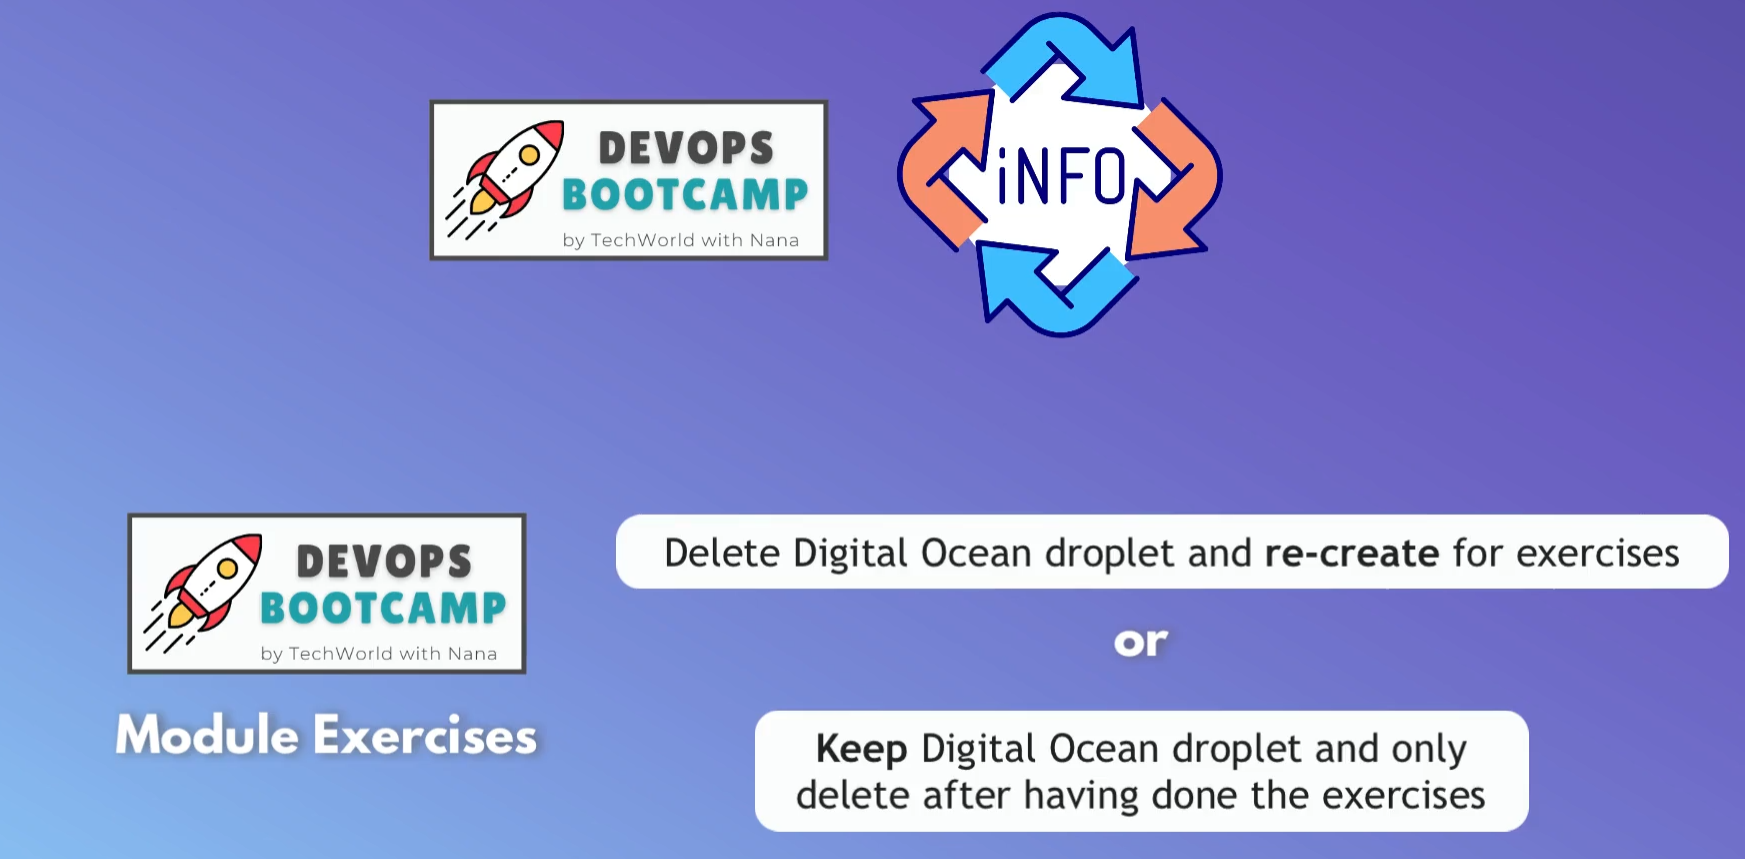 DEVOPS
BOOTCAMP
by TechWorld with Nana
iNFO
DEVOPS
BOOTCAMP
by TechWorld with Nana
Module Exercises
Delete Digital Ocean droplet and re-create for exercises
or
Keep Digital Ocean droplet and only
delete after having done the exercises